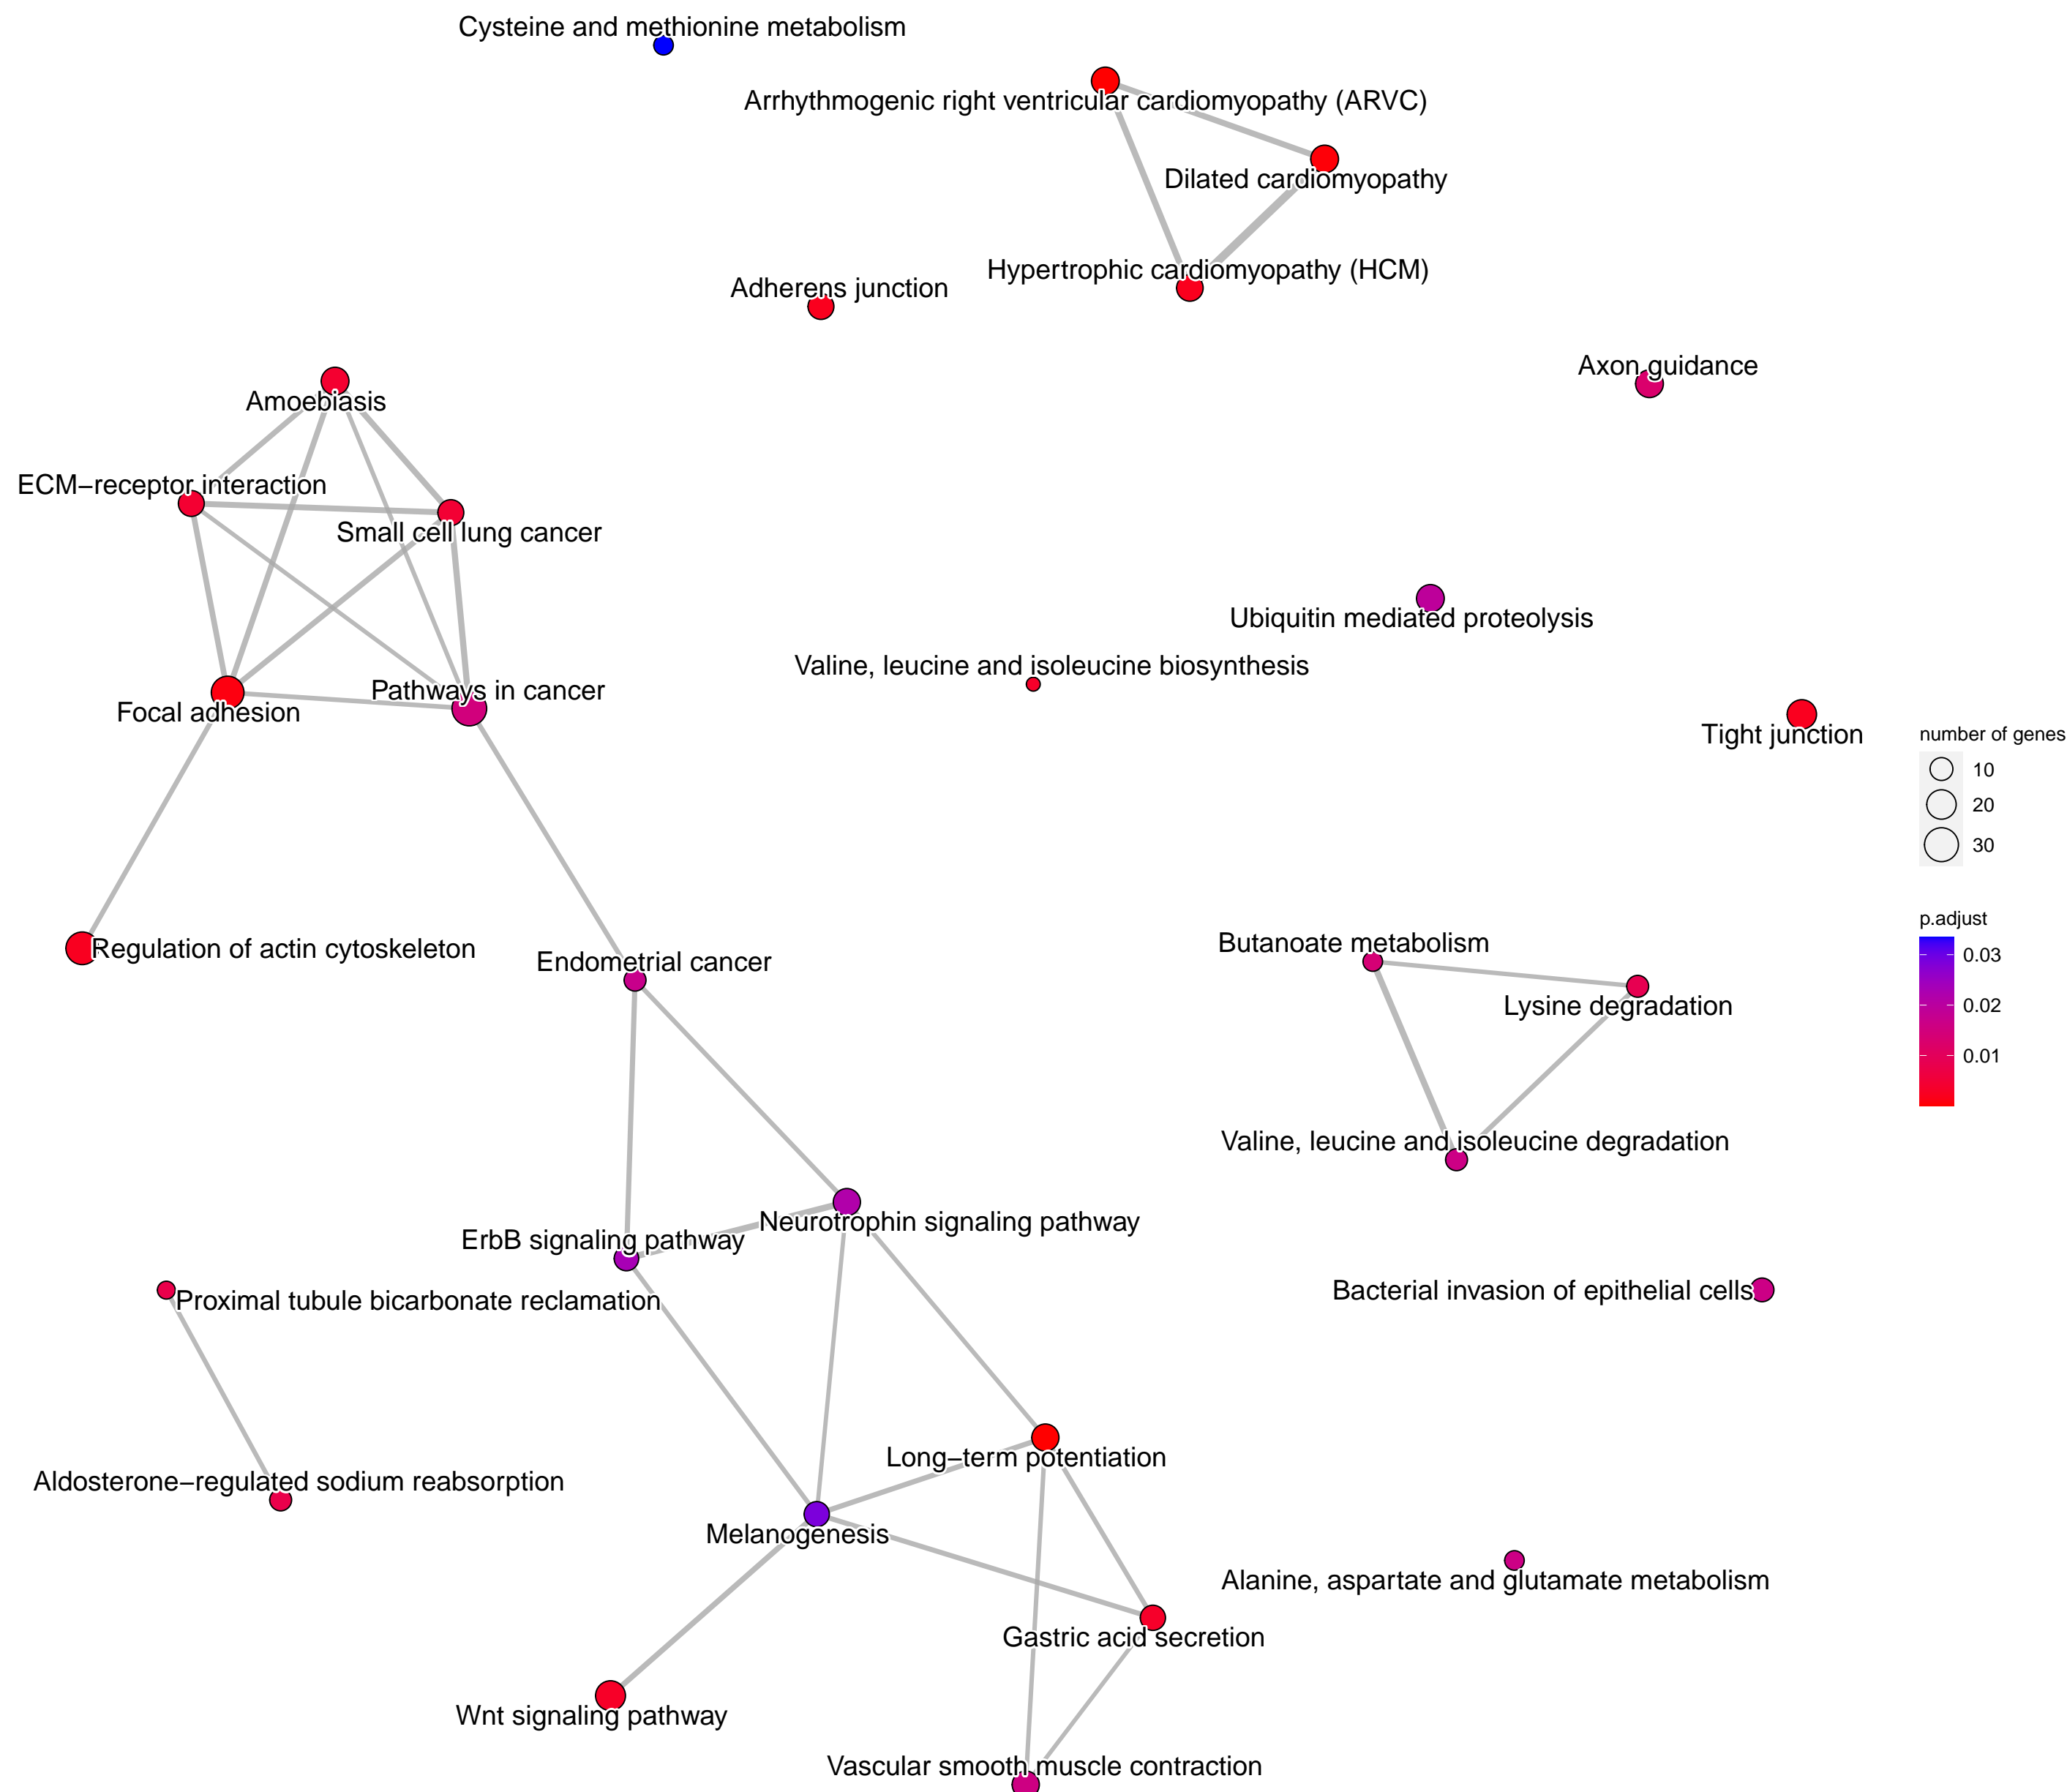 Cysteine and methionine metabolism
Arrhythmogenic right ventricular cardiomyopathy (ARVC)
Dilated cardiomyopathy
Hypertrophic cardiomyopathy (HCM)
Adherens junction
Axon guidance
Amoebiasis
ECM−receptor interaction
Small cell lung cancer
Ubiquitin mediated proteolysis
Valine, leucine and isoleucine biosynthesis
Pathways in cancer
Focal adhesion
Tight junction
number of genes
10
20
30
p.adjust
0.03
0.02
0.01
Regulation of actin cytoskeleton
Endometrial cancer
Butanoate metabolism
Lysine degradation
Valine, leucine and isoleucine degradation
Neurotrophin signaling pathway
ErbB signaling pathway
Proximal tubule bicarbonate reclamation
Bacterial invasion of epithelial cells
Long−term potentiation
Aldosterone−regulated sodium reabsorption
Melanogenesis
Alanine, aspartate and glutamate metabolism
Gastric acid secretion
Wnt signaling pathway
Vascular smooth muscle contraction